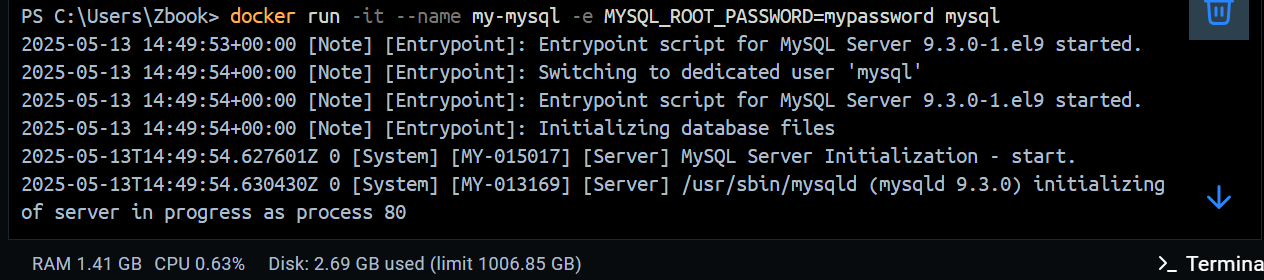 PS C:\Users\Zbook> docker run -it --name my-mysql -e MYSQL_ROOT_PASSWORD=mypassword mysql
2025-05-13 14:49:53+00:00 [Note] [Entrypoint]: Entrypoint script for MySQL Server 9.3.0-1.el9 started.
2025-05-13 14:49:54+00:00 [Note] [Entrypoint]: Switching to dedicated user 'mysql'
2025-05-13 14:49:54+00:00 [Note] [Entrypoint]: Entrypoint script for MySQL Server 9.3.0-1.el9 started.
2025-05-13 14:49:54+00:00 [Note] [Entrypoint]: Initializing database files
2025-05-13T14:49:54.627601Z 0 [System] [MY-015017] [Server] MySQL Server Initialization - start.
2025-05-13T14:49:54.630430Z 0 [System] [MY-013169] [Server] /usr/sbin/mysqld (mysqld 9.3.0) initializing
of server in progress as process 80
RAM 1.41 GB CPU 0.63% Disk: 2.69 GB used (limit 1006.85 GB) >_ Termina